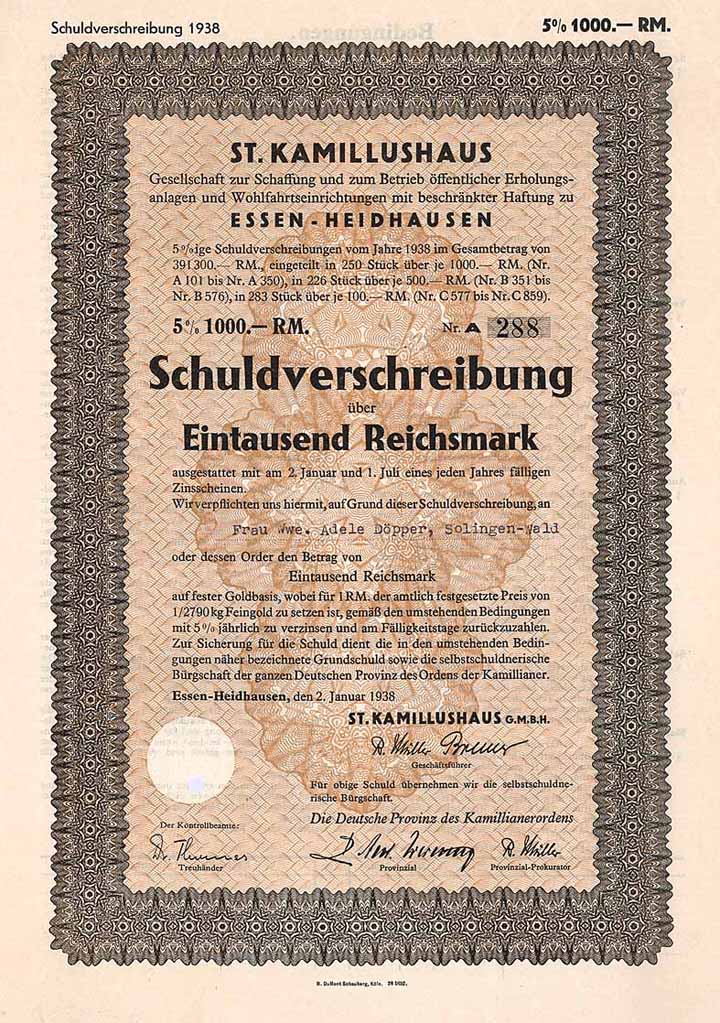 Schuldverschreibung 1938
5% 1000.— RM.
ST. KAMILLUSHAUS
Gesellschaft zur Schaffung und zum Betrieb öffentlicher Erholungs-
anlagen und Wohlfahrtseinrichtungen mit beschränkter Haftung zu
ESSEN-HEIDHAUSEN
5%ige Schuldverschreibungen vom Jahre 1938 im Gesamtbetrag von
391300.— RM., eingeteilt in 250 Stück über je 1000.— RM. (Nr.
A 101 bis Nr. A 350), in 226 Stück über je 500.— RM. (Nr. B 351 bis
Nr. B 576), in 283 Stück über je 100.— RM. (Nr. C 577 bis Nr. C 859).
5% 1000.— RM. Nr. A 288
Schuldverschreibung
über
Eintausend Reichsmark
ausgestattet mit am 2. Januar und 1. Juli eines jeden Jahres fälligen
Zinsscheinen.
Wir verpflichten uns hiermit, auf Grund dieser Schuldverschreibung, an
Frau Wwe. Adele Döpper, Solingen-Wald
oder dessen Order den Betrag von
Eintausend Reichsmark
auf fester Goldbasis, wobei für 1 RM. der amtlich festgesetzte Preis von
1/2790 kg Feingold zu setzen ist, gemäß den umstehenden Bedingungen
mit 5% jährlich zu verzinsen und am Fälligkeitstage zurückzuzahlen.
Zur Sicherung für die Schuld dient die in den umstehenden Bedin-
gungen näher bezeichnete Grundschuld sowie die selbstschuldnerische
Bürgschaft der ganzen Deutschen Provinz des Ordens der Kamillianer.
Essen-Heidhausen, den 2. Januar 1938
ST. KAMILLUSHAUS G.M.B.H.
R. Müller
Geschäftsführer
Für obige Schuld übernehmen wir die selbstschuldne-
rische Bürgschaft.
Die Deutsche Provinz des Kamillianerordens
Der Kontrollbeamte:
Dr.
Treuhänder
Provinzial
R. Müller
Provinzial-Prokurator
M. DuMont Schauberg, Köln.